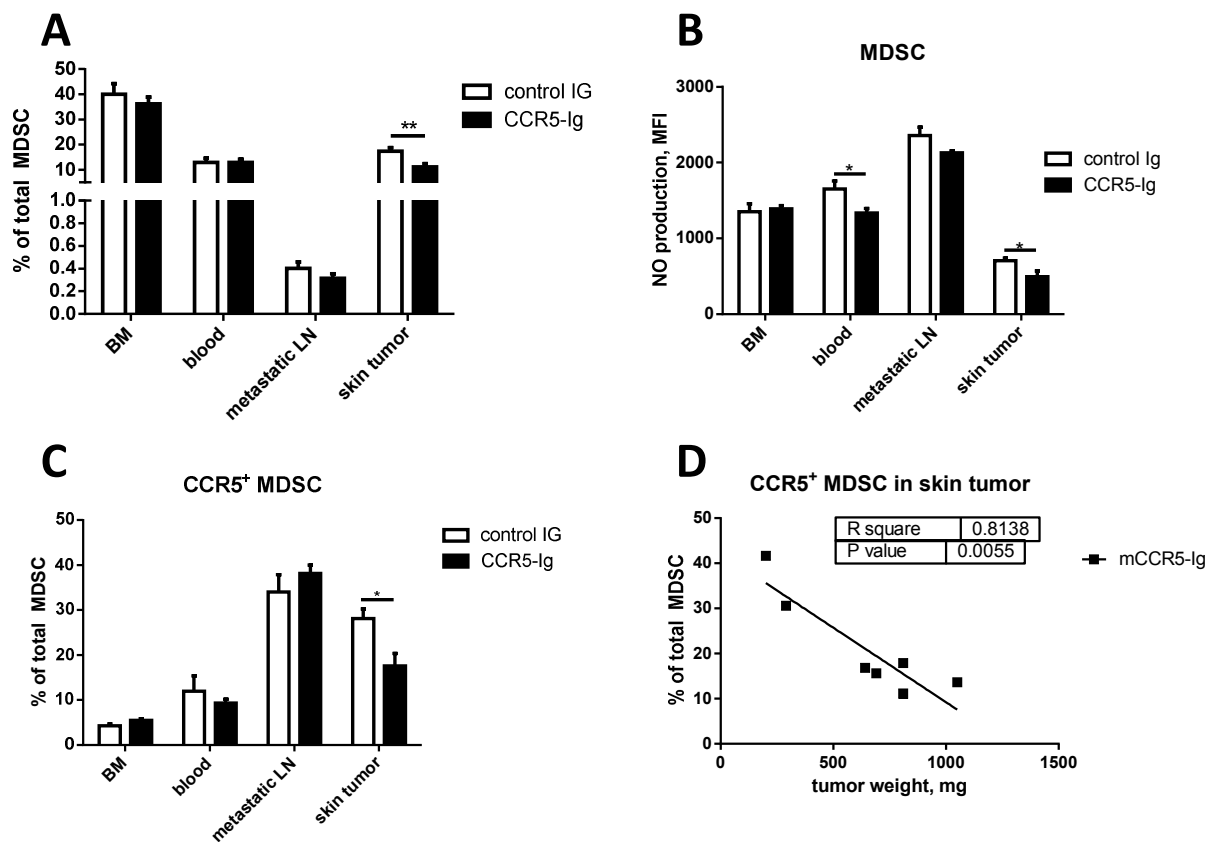 A
% of total MDSC
50
40
30
20
10
1.0
0.8
0.6
0.4
0.2
0.0
**
BM
blood
metastatic LN
skin tumor
control IG
CCR5-Ig
B
MDSC
NO production, MFI
3000
2000
1000
0
*
*
BM
blood
metastatic LN
skin tumor
control Ig
CCR5-Ig
C
CCR5+ MDSC
% of total MDSC
50
40
30
20
10
0
*
BM
blood
metastatic LN
skin tumor
control IG
CCR5-Ig
D
CCR5+ MDSC in skin tumor
% of total MDSC
50
40
30
20
10
0
R square 0.8138
P value 0.0055
mCCR5-Ig
0 500 1000 1500
tumor weight, mg